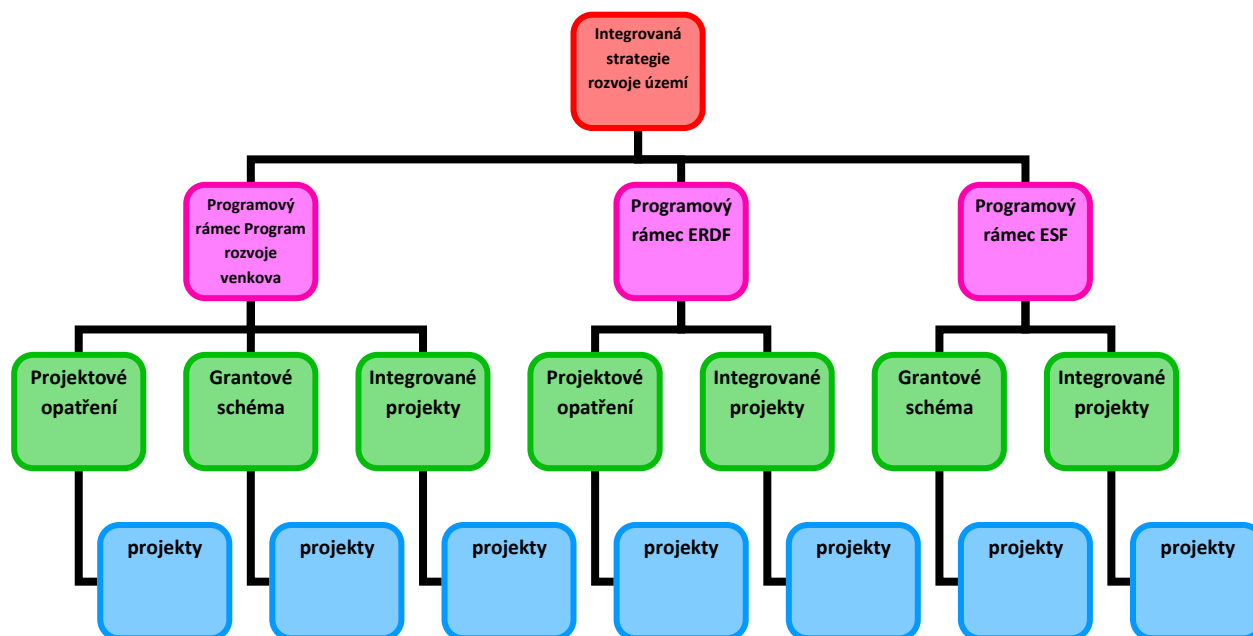 Integrovaná
strategie
rozvoje území
Programový
rámec Program
rozvoje
venkova
Programový
rámec ERDF
Programový
rámec ESF
Projektové
opatření
Grantové
schéma
Integrované
projekty
Projektové
opatření
Integrované
projekty
Grantové
schéma
Integrované
projekty
projekty
projekty
projekty
projekty
projekty
projekty
projekty